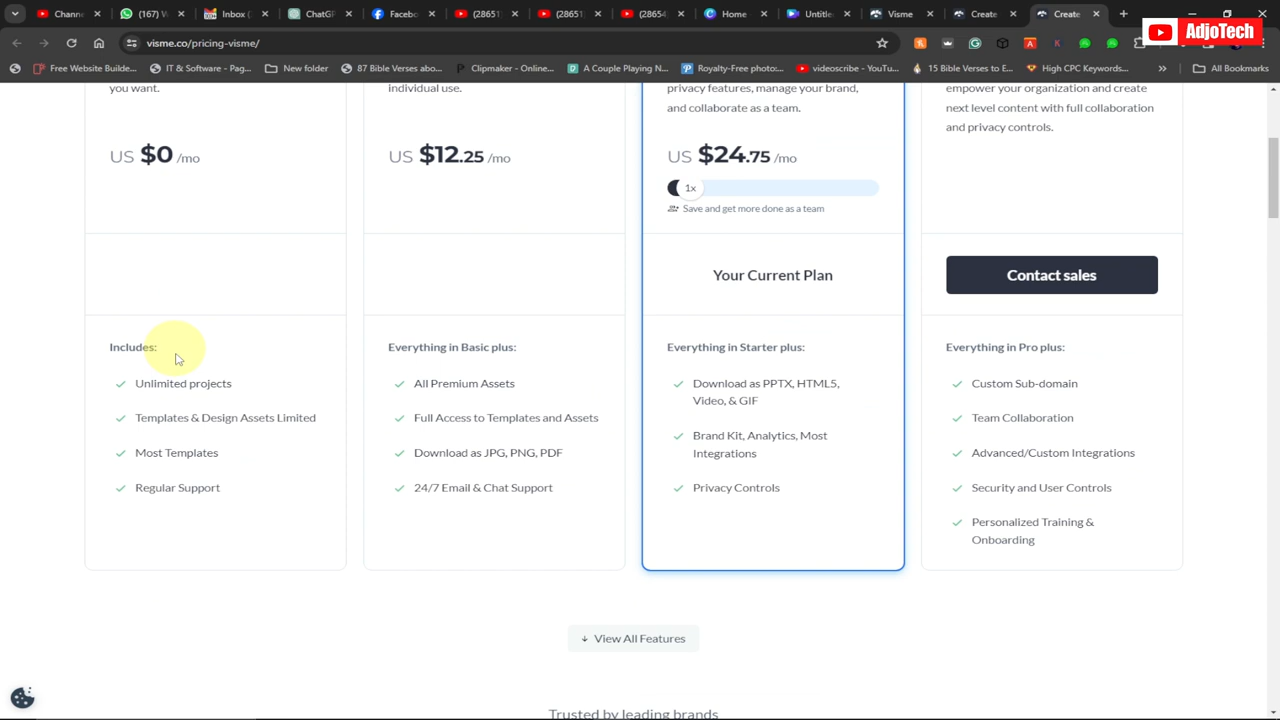 Channe
(167) W
Inbox (
ChatGF
Facebo
(28651
(28651
(28654
Home
Untitle
Visme
Create
Create
AdjoTech
visme.co/pricing-visme/
Free Website Builde...
IT & Software - Pag...
New folder
87 Bible Verses abo...
Clipmaker - Online...
A Couple Playing N...
Royalty-Free photo:...
videoscribe - YouTu...
15 Bible Verses to E...
High CPC Keywords...
All Bookmarks
you want.
US $0 /mo
Includes:
Unlimited projects
Templates & Design Assets Limited
Most Templates
Regular Support
individual use.
US $12.25 /mo
Everything in Basic plus:
All Premium Assets
Full Access to Templates and Assets
Download as JPG, PNG, PDF
24/7 Email & Chat Support
privacy features, manage your brand,
and collaborate as a team.
US $24.75 /mo
1x
Save and get more done as a team
Your Current Plan
Everything in Starter plus:
Download as PPTX, HTML5,
Video, & GIF
Brand Kit, Analytics, Most
Integrations
Privacy Controls
empower your organization and create
next level content with full collaboration
and privacy controls.
Contact sales
Everything in Pro plus:
Custom Sub-domain
Team Collaboration
Advanced/Custom Integrations
Security and User Controls
Personalized Training &
Onboarding
View All Features
Trusted by leading brands